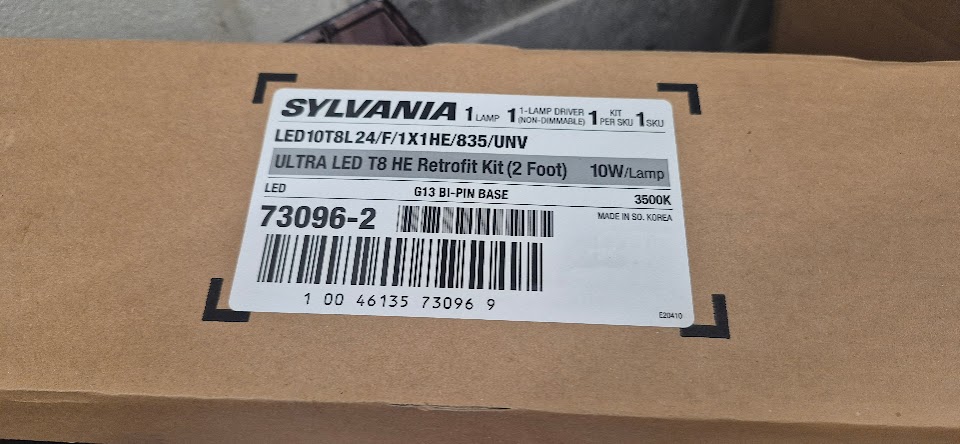 SYLVANIA 1 LAMP 1 1-LAMP DRIVER (NON-DIMMABLE) 1 KIT PER SKU 1 SKU
LED10T8L24/F/1X1HE/835/UNV
ULTRA LED T8 HE Retrofit Kit (2 Foot) 10W/Lamp
LED G13 BI-PIN BASE 3500K
73096-2 MADE IN SO. KOREA
1 00 46135 73096 9
E20410